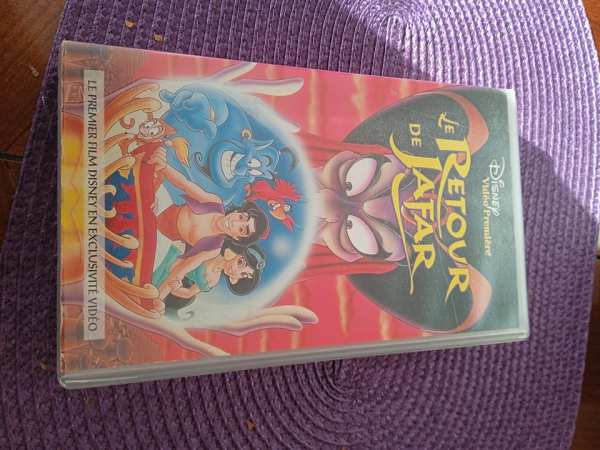 DISNEY
Vidéo Première
LE RETOUR
DE JAFAR
LE PREMIER FILM DISNEY EN EXCLUSIVITÉ VIDÉO